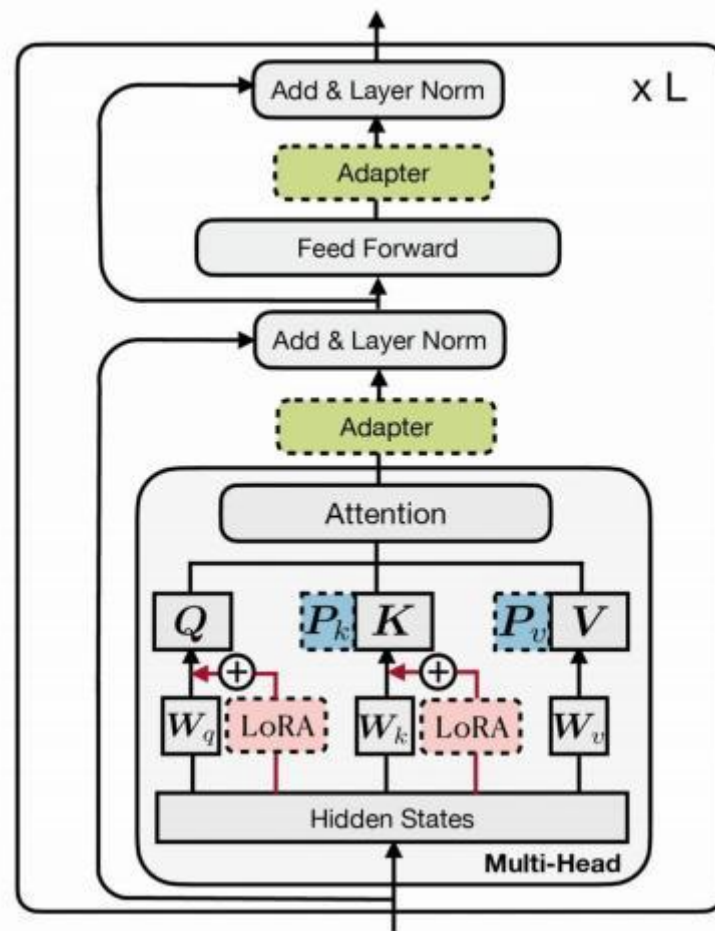 Add & Layer Norm
x L
Adapter
Feed Forward
Add & Layer Norm
Adapter
Attention
Q P_k K P_v V
+ +
W_q LoRA W_k LoRA W_v
Hidden States
Multi-Head